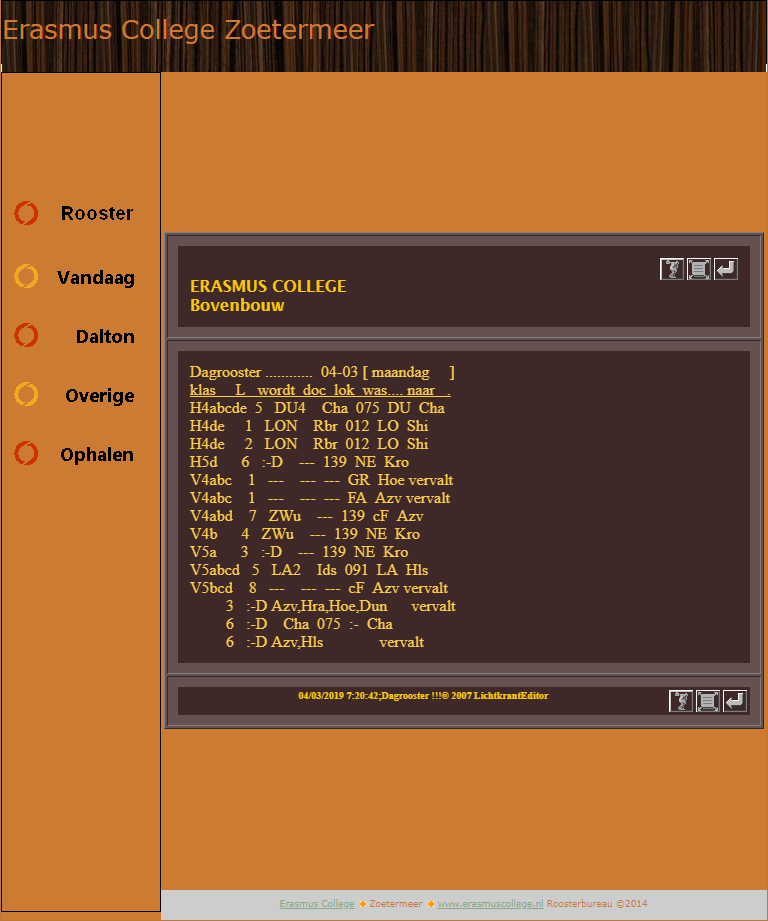 Erasmus College Zoetermeer
Rooster
Vandaag
Dalton
Overige
Ophalen
ERASMUS COLLEGE
Bovenbouw
Dagrooster ............  04-03 [ maandag     ]
klas     L   wordt  doc  lok  was.... naar   .
H4abcde  5   DU4    Cha  075  DU  Cha
H4de     1   LON    Rbr  012  LO  Shi
H4de     2   LON    Rbr  012  LO  Shi
H5d      6   :-D    ---  139  NE  Kro
V4abc    1   ---    ---  ---  GR  Hoe vervalt
V4abc    1   ---    ---  ---  FA  Azv vervalt
V4abd    7   ZWu    ---  139  cF  Azv
V4b      4   ZWu    ---  139  NE  Kro
V5a      3   :-D    ---  139  NE  Kro
V5abcd   5   LA2    Ids  091  LA  Hls
V5bcd    8   ---    ---  ---  cF  Azv vervalt
3   :-D Azv,Hra,Hoe,Dun      vervalt
6   :-D    Cha  075  :-  Cha
6   :-D Azv,Hls              vervalt
04/03/2019 7:20:42;Dagrooster !!!® 2007 LichtkrantEditor
Erasmus College ◆ Zoetermeer ◆ www.erasmuscollege.nl Roosterbureau ©2014